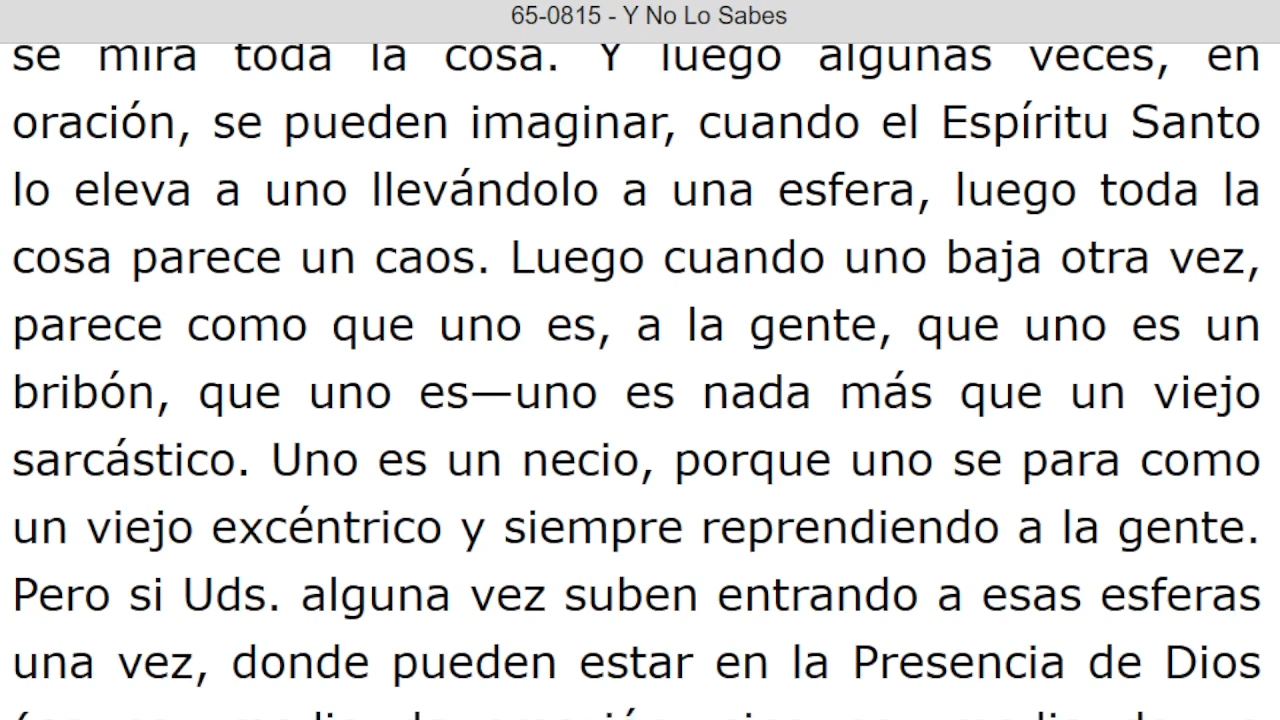 65-0815 - Y No Lo Sabes
se mira toda la cosa. Y luego algunas veces, en
oración, se pueden imaginar, cuando el Espíritu Santo
lo eleva a uno llevándolo a una esfera, luego toda la
cosa parece un caos. Luego cuando uno baja otra vez,
parece como que uno es, a la gente, que uno es un
bribón, que uno es—uno es nada más que un viejo
sarcástico. Uno es un necio, porque uno se para como
un viejo excéntrico y siempre reprendiendo a la gente.
Pero si Uds. alguna vez suben entrando a esas esferas
una vez, donde pueden estar en la Presencia de Dios